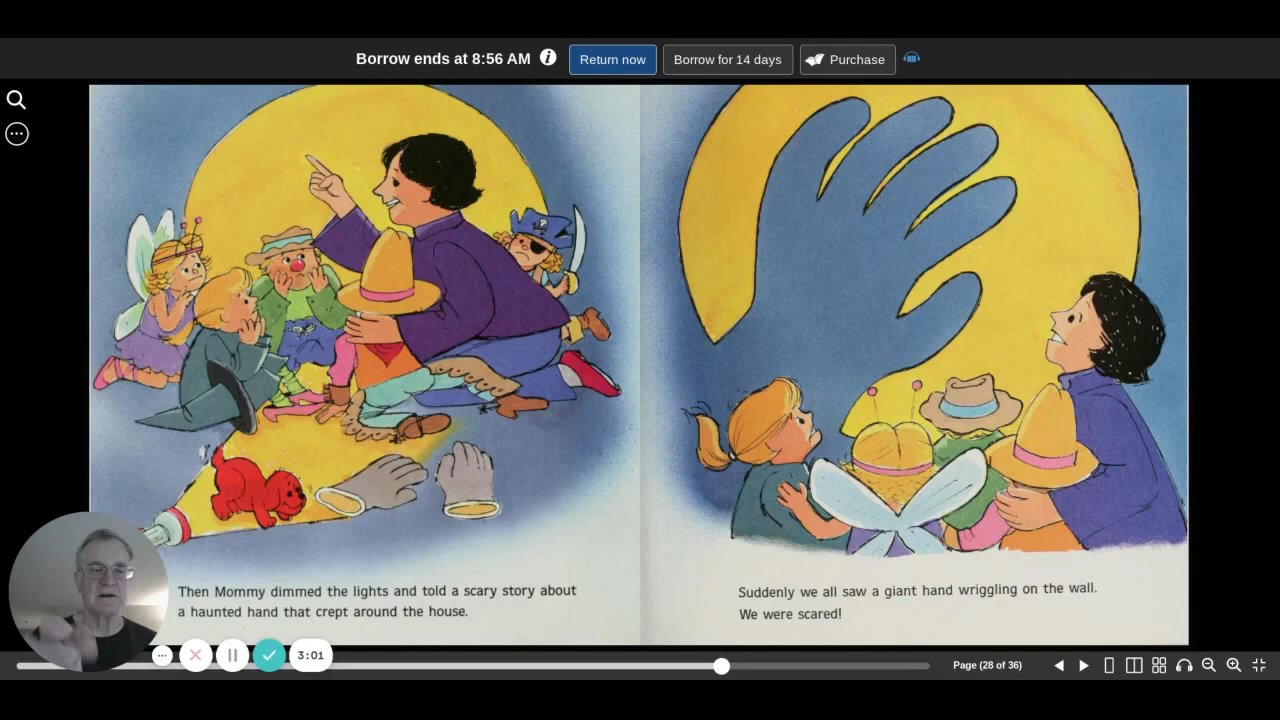 Borrow ends at 8:56 AM
Return now
Borrow for 14 days
Purchase
Then Mommy dimmed the lights and told a scary story about
a haunted hand that crept around the house.
Suddenly we all saw a giant hand wriggling on the wall.
We were scared!
3:01
Page (28 of 36)